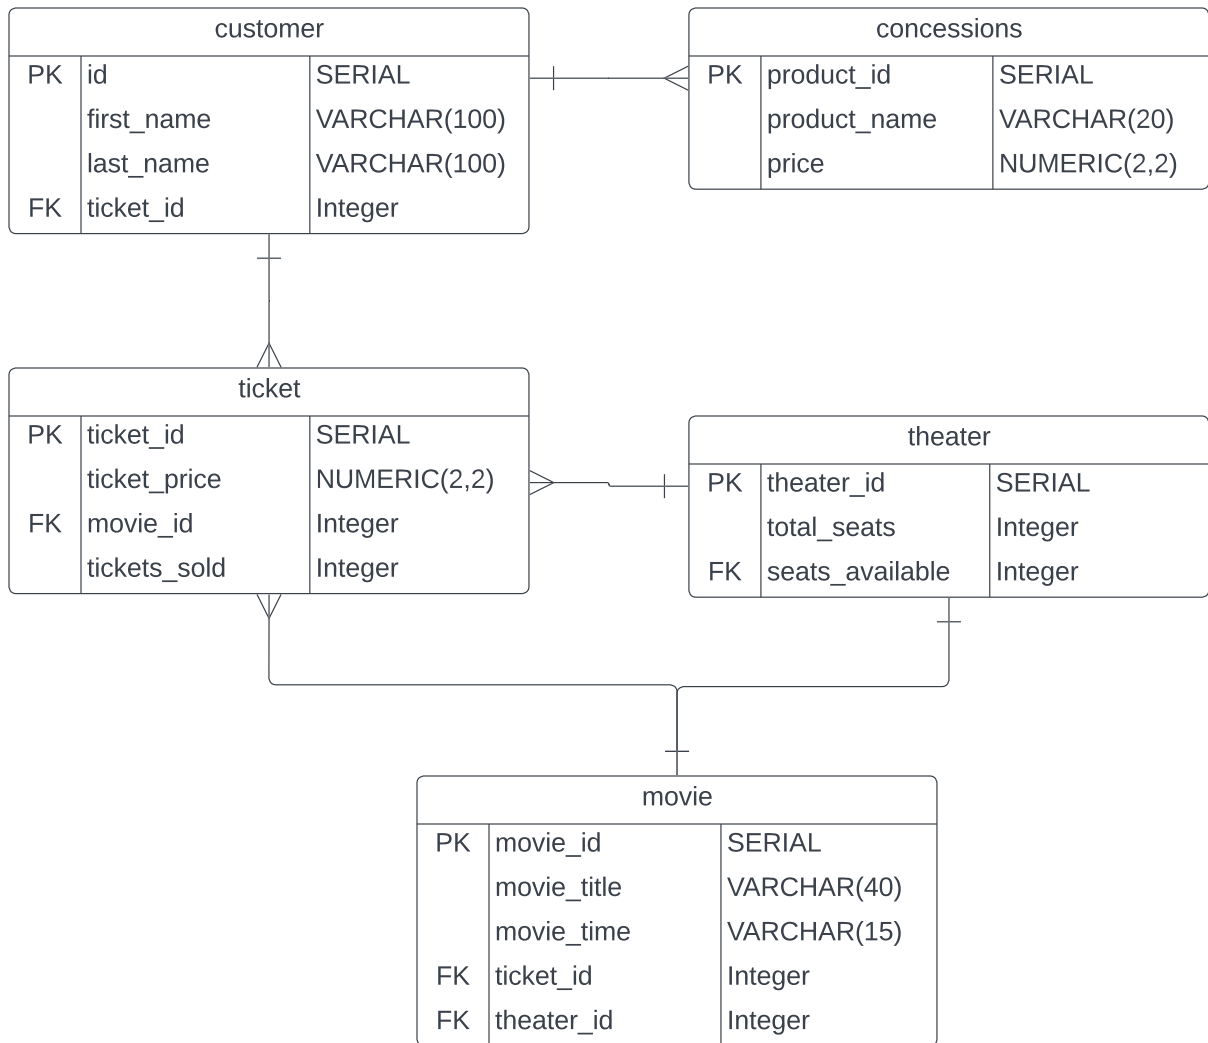 customer
PK id SERIAL
first_name VARCHAR(100)
last_name VARCHAR(100)
FK ticket_id Integer
concessions
PK product_id SERIAL
product_name VARCHAR(20)
price NUMERIC(2,2)
ticket
PK ticket_id SERIAL
ticket_price NUMERIC(2,2)
FK movie_id Integer
tickets_sold Integer
theater
PK theater_id SERIAL
total_seats Integer
FK seats_available Integer
movie
PK movie_id SERIAL
movie_title VARCHAR(40)
movie_time VARCHAR(15)
FK ticket_id Integer
FK theater_id Integer